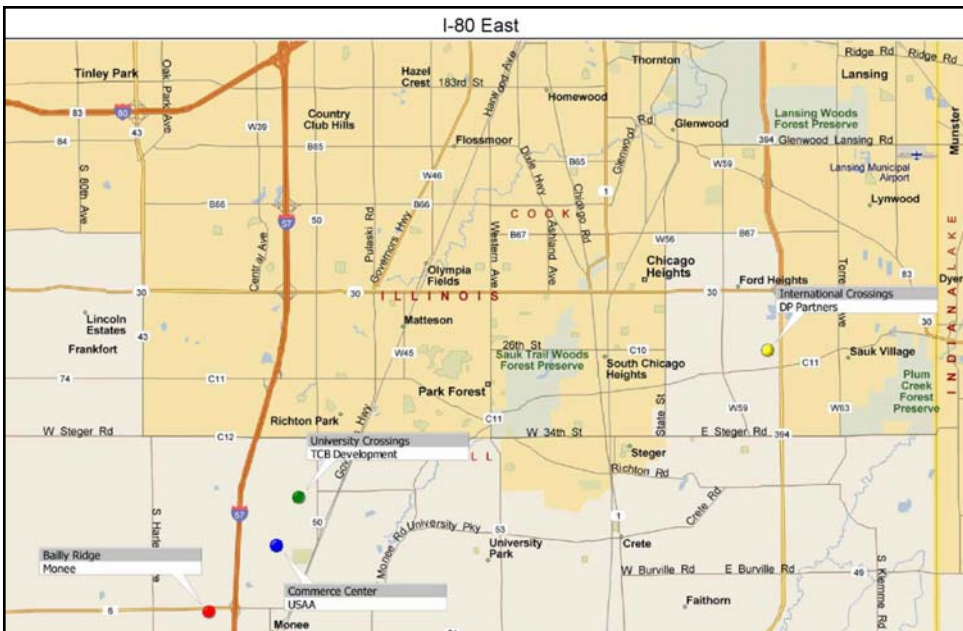 I-80 East
Ridge Rd
Ridge Rd
Tinley Park
Oak Park Ave
Hazel
Crest
183rd St
Harwood Ave
Thornton
Lansing
Homewood
80
83
43
57
Country
Club Hills
W39
Glenwood
Lansing Woods
Forest Preserve
Munster
84
B65
Flossmoor
Dixie Hwy
B65
Glenwood
Rd
394
Glenwood Lansing Rd
W59
Lansing Municipal
Airport
S 80th Ave
W46
1
B66
50
B66
COOK
Lynwood
57
Pulaski Rd
Governors Hwy
Western Ave
B67
Ashland Ave
Chicago Rd
W56
B67
Central Ave
Olympia
Fields
Chicago
Heights
Torre
Ave
83
Dyer
30
30
ILLINOIS
30
Ford Heights
International Crossings
DP Partners
INDIANA
LAKE
Lincoln
Estates
Frankfort
43
Matteson
26th St
C10
30
W45
Sauk Trail Woods
Forest Preserve
South Chicago
Heights
C11
Sauk Village
74
C11
Park Forest
State St
W59
W63
Plum
Creek
Forest
Preserve
Richton Park
C11
W Steger Rd
C12
W 34th St
E Steger Rd
394
University Crossings
TCB Development
Steger
Richton Rd
57
50
Monee Rd
University Pky
53
1
Crete Rd
University
Park
Crete
Bailly Ridge
Monee
W Burville Rd
E Burville Rd
49
S Klemme Rd
Commerce Center
USAA
Faithorn
Monee